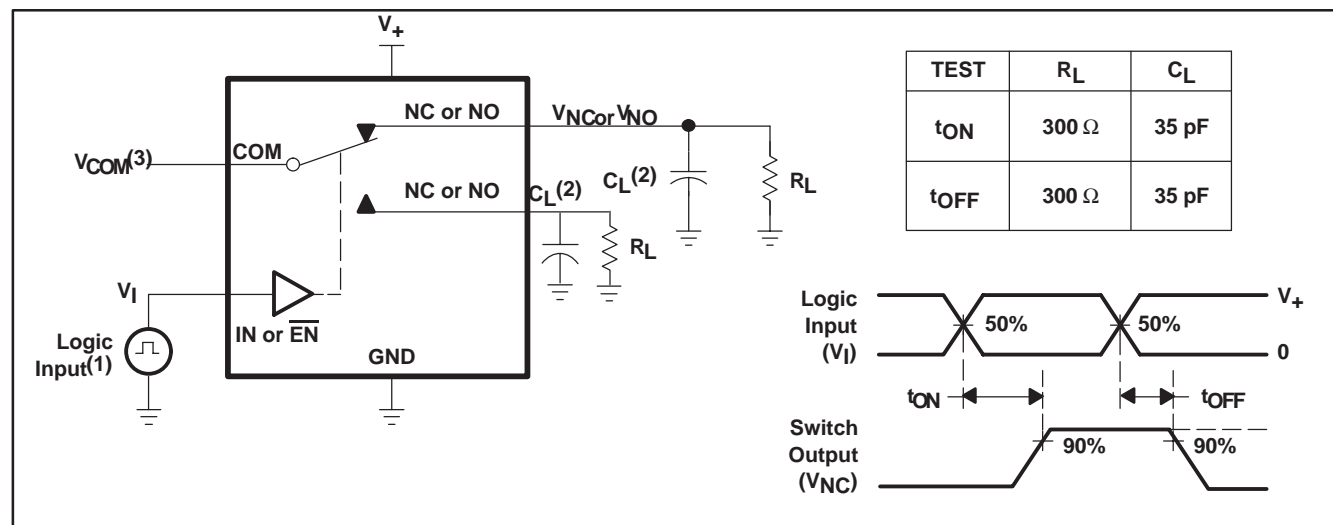 V+
NC or NO
VNCor VNO
COM
VCOM(3)
CL(2)
RL
NC or NO
CL(2)
RL
VI
IN or E̅N̅
Logic
Input(1)
GND
TEST RL CL
tON 300 Ω 35 pF
tOFF 300 Ω 35 pF
Logic
Input
(VI)
50%
50%
V+
0
tON
tOFF
Switch
Output
(VNC)
90%
90%